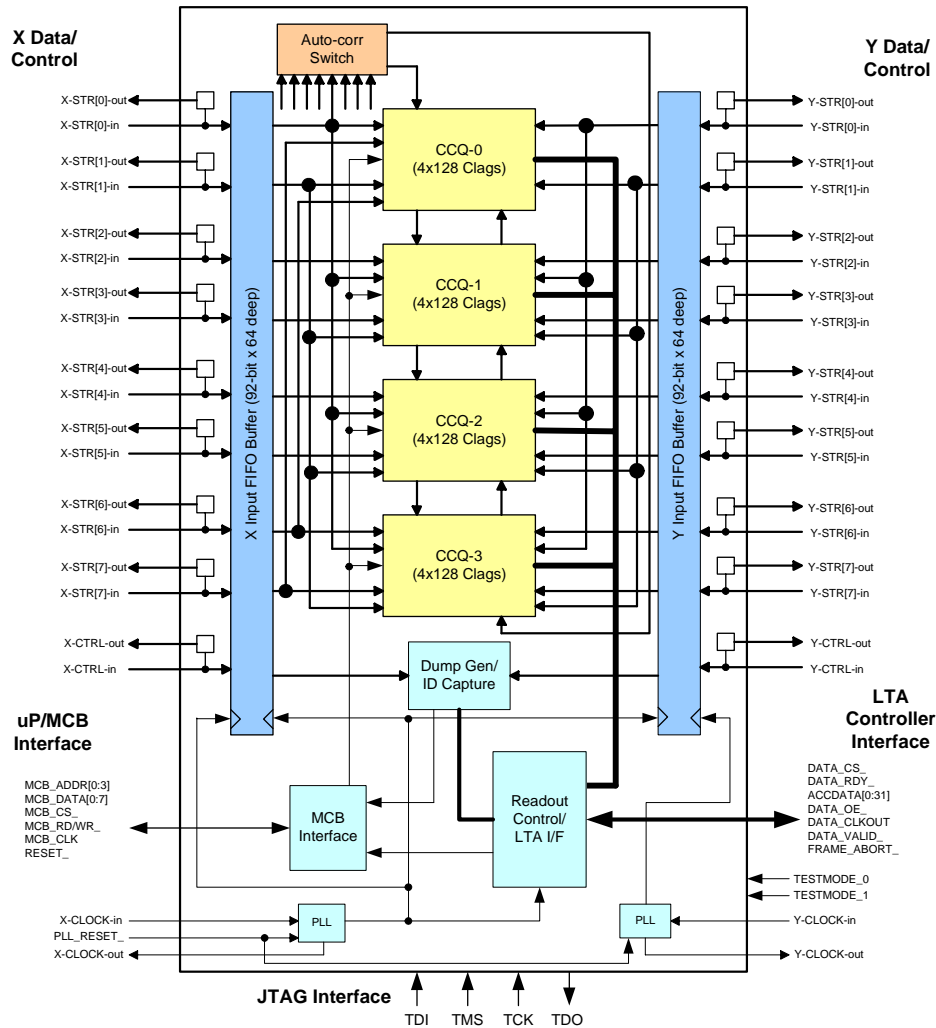 X Data/
Control
Auto-corr
Switch
Y Data/
Control
X-STR[0]-out
X-STR[0]-in
X-STR[1]-out
X-STR[1]-in
X-STR[2]-out
X-STR[2]-in
X-STR[3]-out
X-STR[3]-in
X-STR[4]-out
X-STR[4]-in
X-STR[5]-out
X-STR[5]-in
X-STR[6]-out
X-STR[6]-in
X-STR[7]-out
X-STR[7]-in
X-CTRL-out
X-CTRL-in
X Input FIFO Buffer (92-bit x 64 deep)
CCQ-0
(4x128 Clags)
CCQ-1
(4x128 Clags)
CCQ-2
(4x128 Clags)
CCQ-3
(4x128 Clags)
Dump Gen/
ID Capture
Y Input FIFO Buffer (92-bit x 64 deep)
Y-STR[0]-out
Y-STR[0]-in
Y-STR[1]-out
Y-STR[1]-in
Y-STR[2]-out
Y-STR[2]-in
Y-STR[3]-out
Y-STR[3]-in
Y-STR[4]-out
Y-STR[4]-in
Y-STR[5]-out
Y-STR[5]-in
Y-STR[6]-out
Y-STR[6]-in
Y-STR[7]-out
Y-STR[7]-in
Y-CTRL-out
Y-CTRL-in
uP/MCB
Interface
MCB_ADDR[0:3]
MCB_DATA[0:7]
MCB_CS_
MCB_RD/WR_
MCB_CLK
RESET_
MCB
Interface
Readout
Control/
LTA I/F
LTA
Controller
Interface
DATA_CS_
DATA_RDY_
ACCDATA[0:31]
DATA_OE_
DATA_CLKOUT
DATA_VALID_
FRAME_ABORT_
TESTMODE_0
TESTMODE_1
X-CLOCK-in
PLL_RESET_
X-CLOCK-out
PLL
PLL
Y-CLOCK-in
Y-CLOCK-out
JTAG Interface
TDI
TMS
TCK
TDO